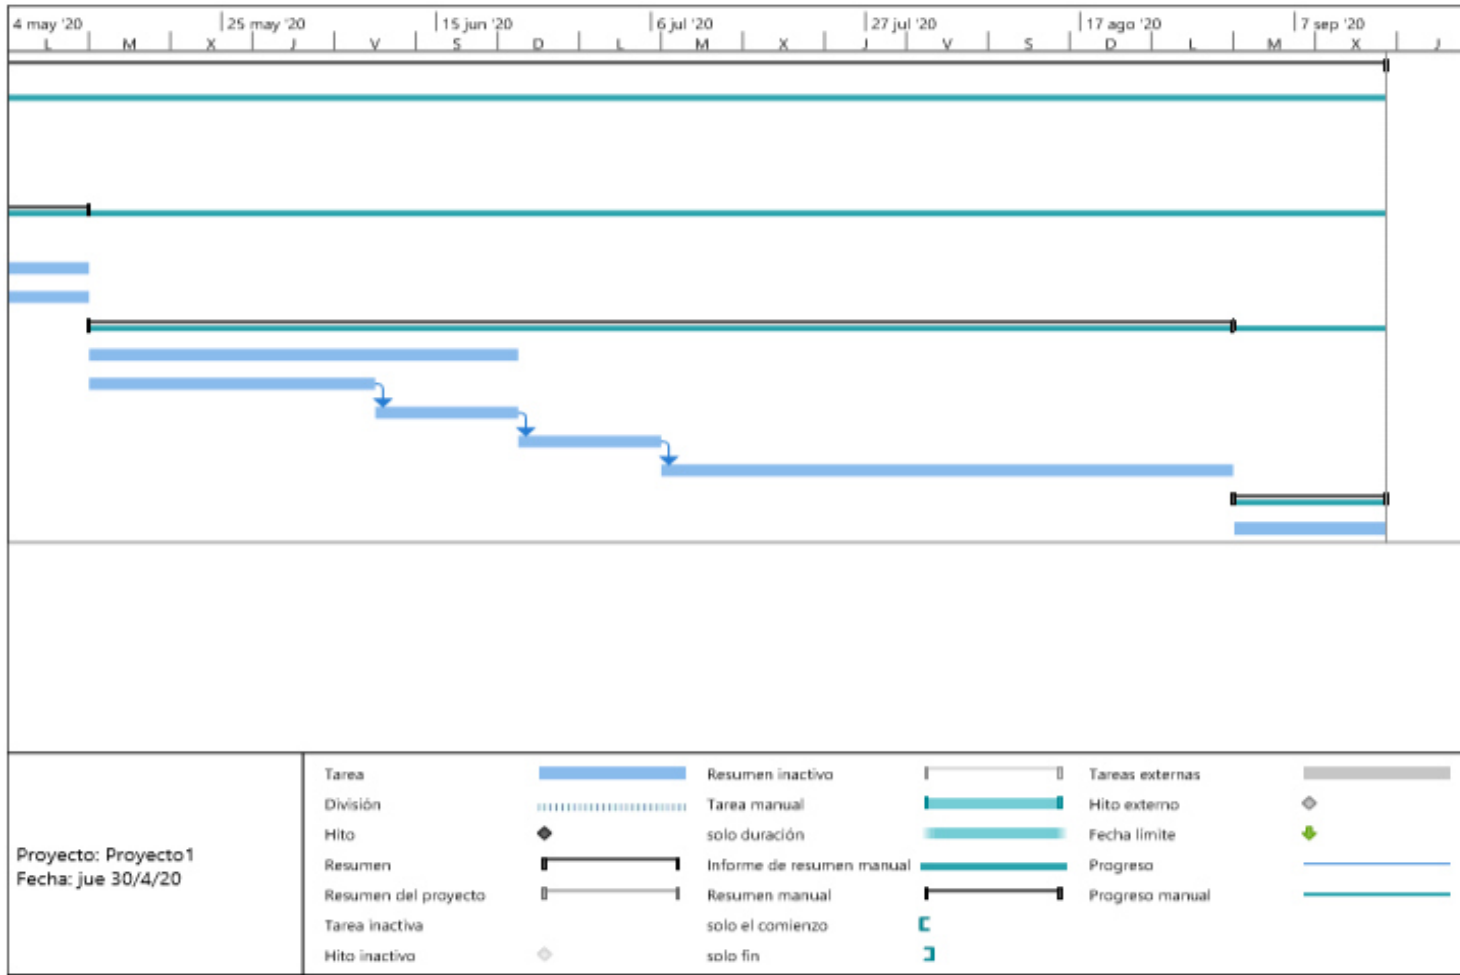 4 may '20 25 may '20 15 jun '20 6 jul '20 27 jul '20 17 ago '20 7 sep '20
L M X J V S D L M X J V S D L M X J
Tarea Resumen inactivo Tareas externas
División Tarea manual Hito externo
Hito solo duración Fecha límite
Proyecto: Proyecto1
Fecha: jue 30/4/20
Resumen Informe de resumen manual Progreso
Resumen del proyecto Resumen manual Progreso manual
Tarea inactiva solo el comienzo
Hito inactivo solo fin